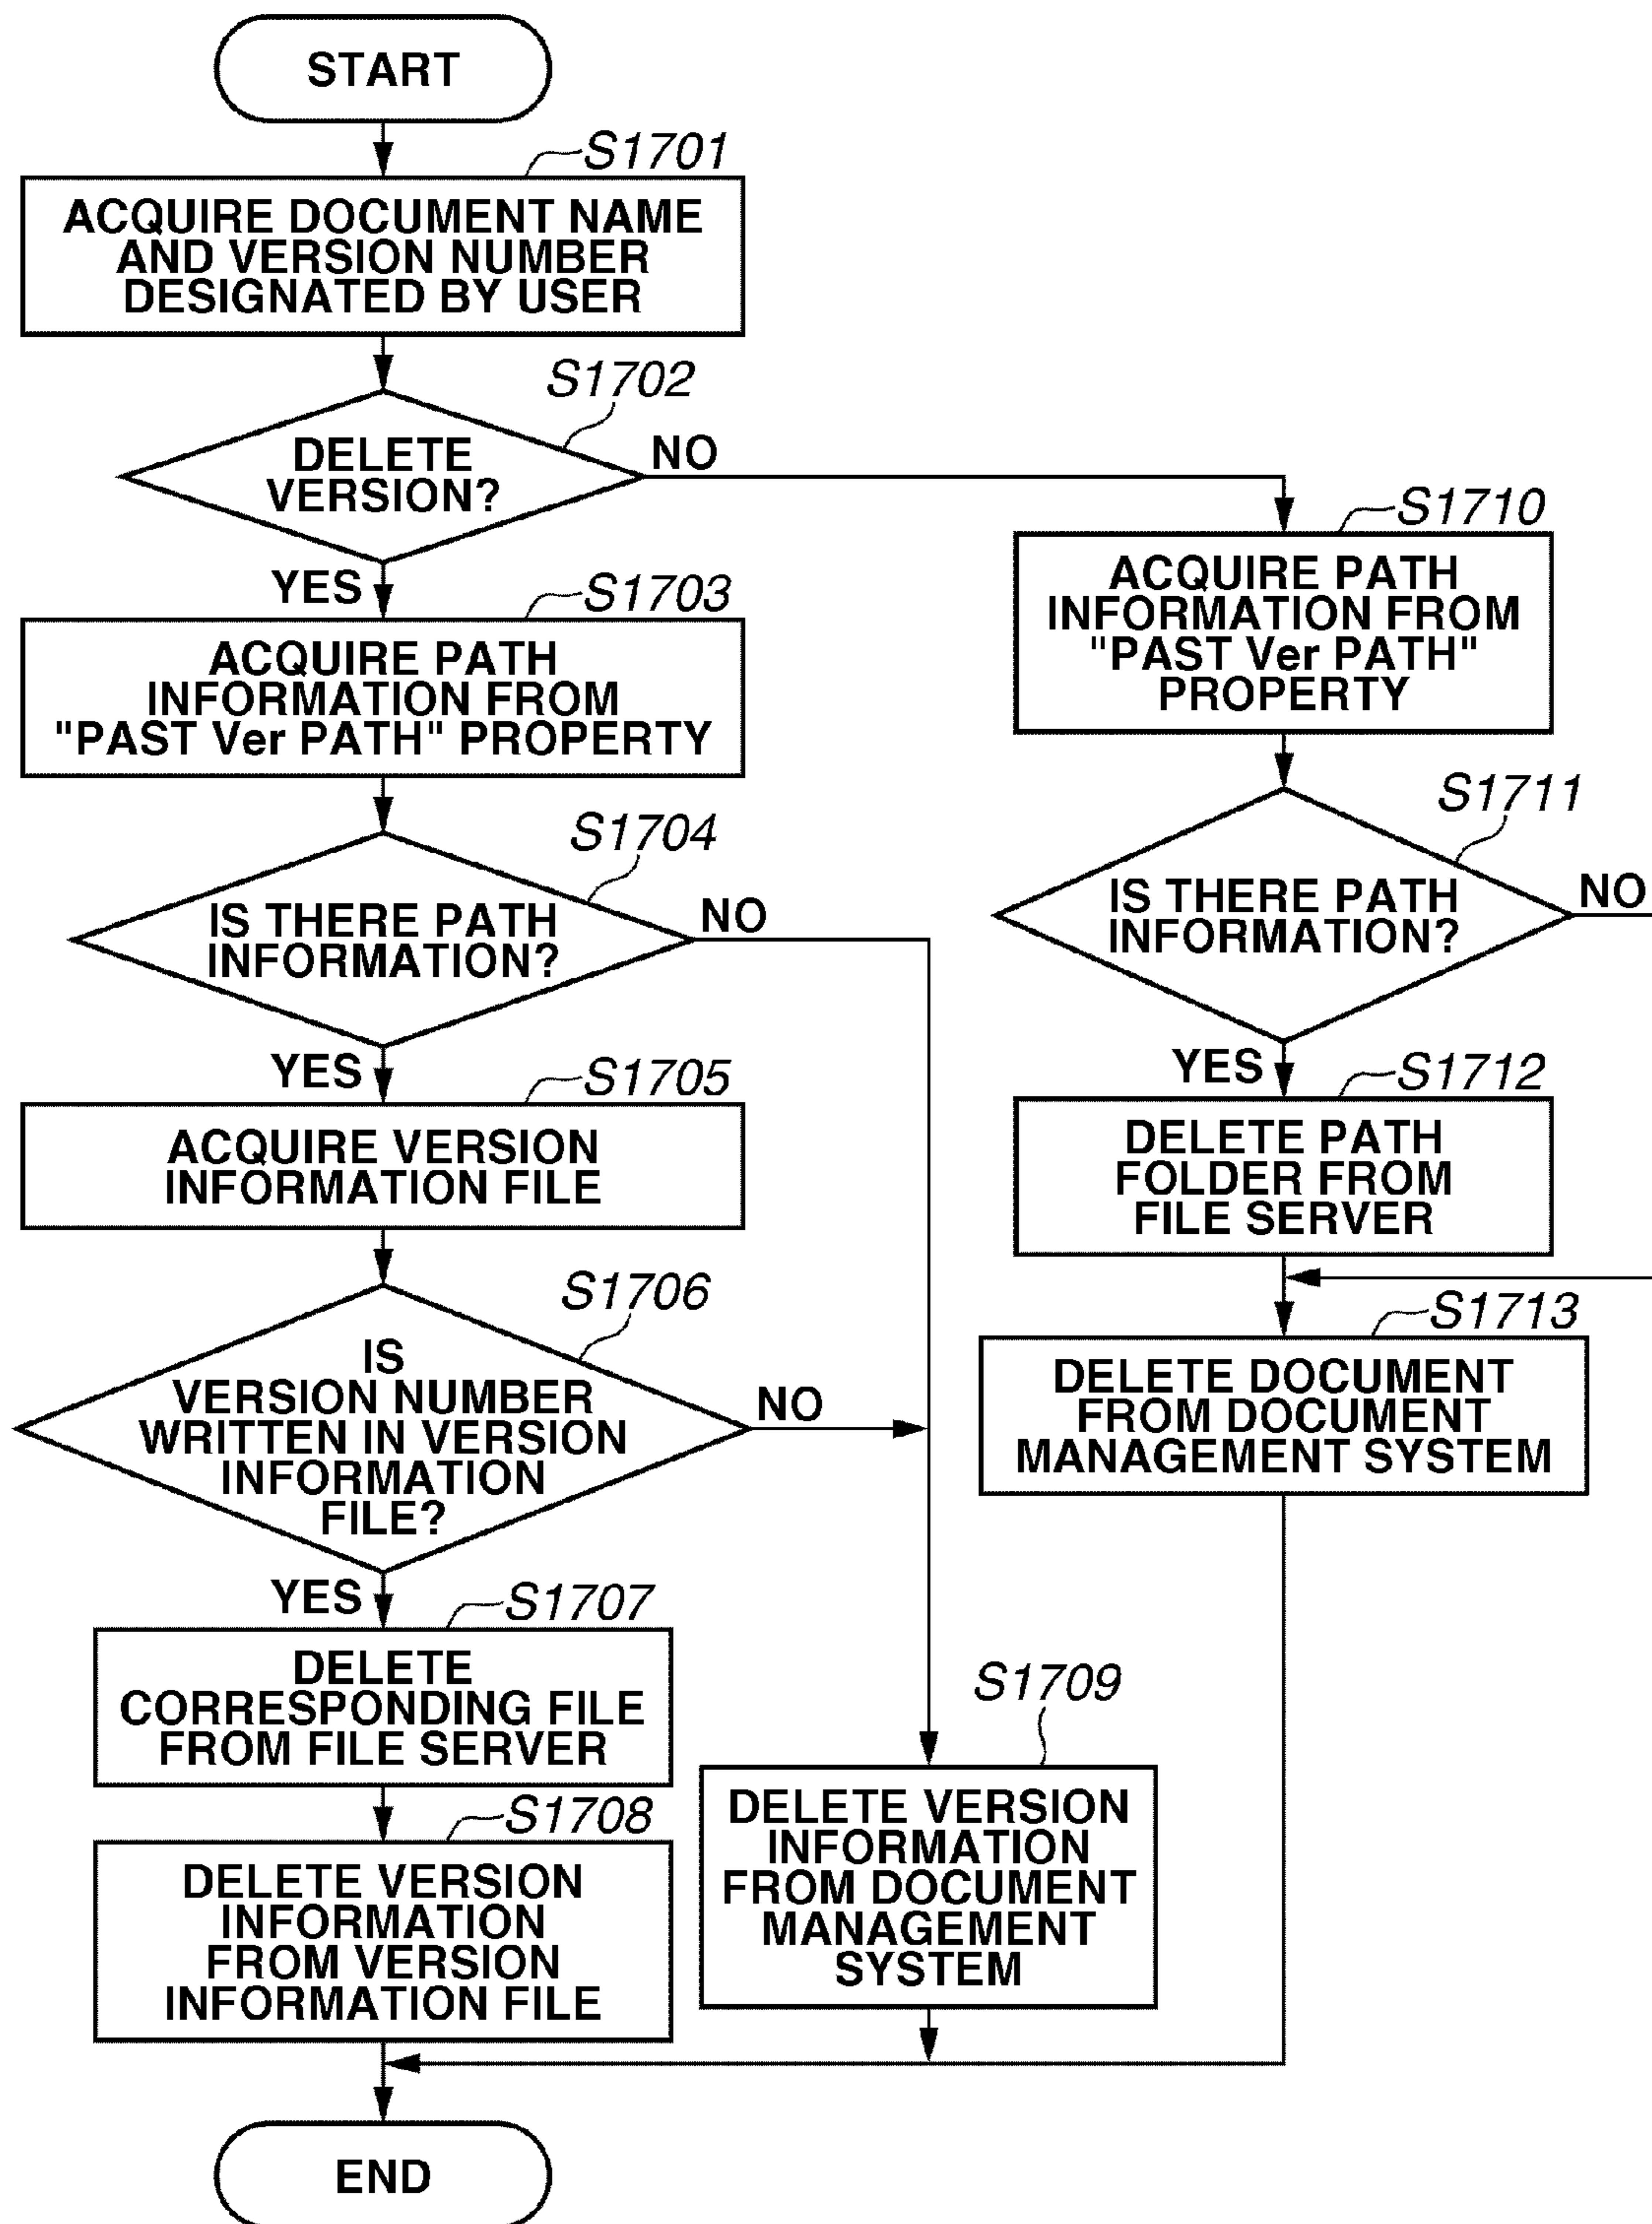 START
S1701
ACQUIRE DOCUMENT NAME
AND VERSION NUMBER
DESIGNATED BY USER
S1702
DELETE
VERSION?
NO
YES
S1703
ACQUIRE PATH
INFORMATION FROM
"PAST Ver PATH" PROPERTY
S1704
IS THERE PATH
INFORMATION?
NO
YES
S1705
ACQUIRE VERSION
INFORMATION FILE
S1706
IS
VERSION NUMBER
WRITTEN IN VERSION
INFORMATION
FILE?
NO
YES
S1707
DELETE
CORRESPONDING FILE
FROM FILE SERVER
S1708
DELETE VERSION
INFORMATION
FROM VERSION
INFORMATION FILE
S1709
DELETE VERSION
INFORMATION
FROM DOCUMENT
MANAGEMENT
SYSTEM
S1710
ACQUIRE PATH
INFORMATION FROM
"PAST Ver PATH"
PROPERTY
S1711
IS THERE PATH
INFORMATION?
NO
YES
S1712
DELETE PATH
FOLDER FROM
FILE SERVER
S1713
DELETE DOCUMENT
FROM DOCUMENT
MANAGEMENT SYSTEM
END